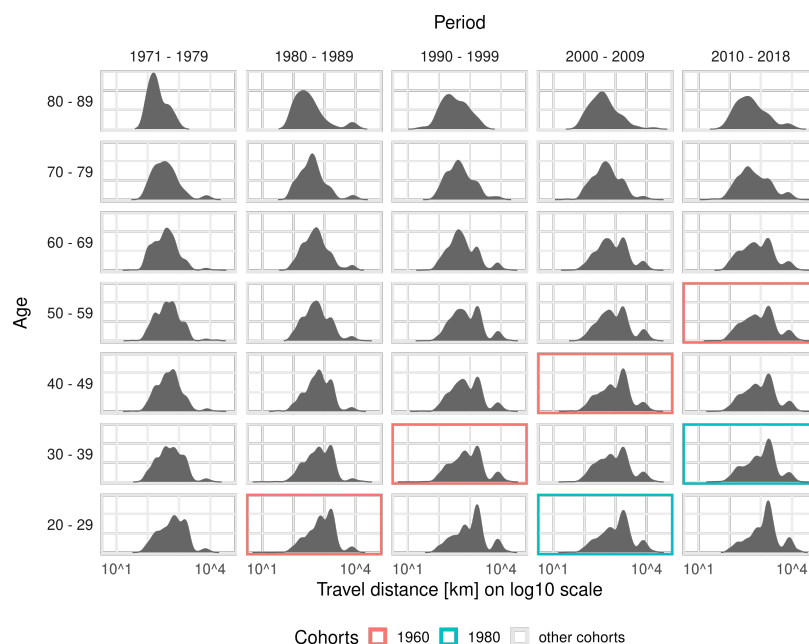 Period
1971 - 1979 1980 - 1989 1990 - 1999 2000 - 2009 2010 - 2018
80 - 89
70 - 79
60 - 69
50 - 59
40 - 49
30 - 39
20 - 29
Age
10^1 10^4 10^1 10^4 10^1 10^4 10^1 10^4 10^1 10^4
Travel distance [km] on log10 scale
Cohorts 1960 1980 other cohorts